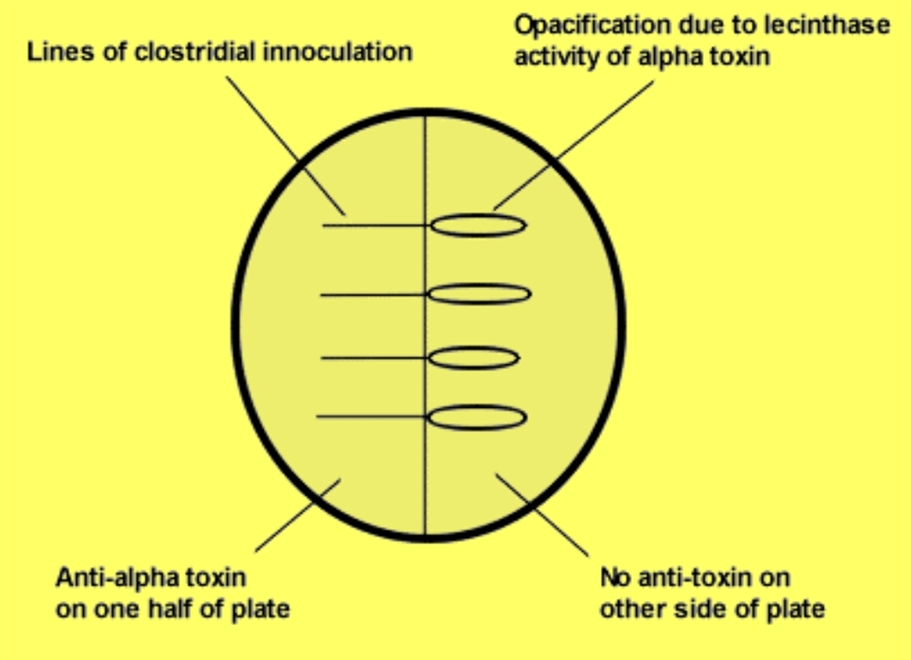 Lines of clostridial innoculation
Opacification due to lecinthase
activity of alpha toxin
Anti-alpha toxin
on one half of plate
No anti-toxin on
other side of plate